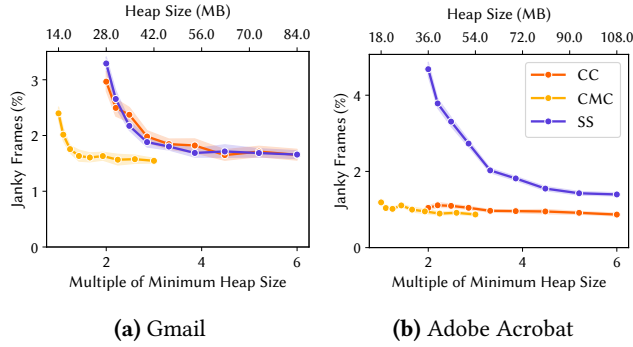 Heap Size (MB)
14.0 28.0 42.0 56.0 70.0 84.0
Janky Frames (%)
3
2
1
0
2 4 6
Multiple of Minimum Heap Size
(a) Gmail
Heap Size (MB)
18.0 36.0 54.0 72.0 90.0 108.0
Janky Frames (%)
4
2
0
CC
CMC
SS
2 4 6
Multiple of Minimum Heap Size
(b) Adobe Acrobat